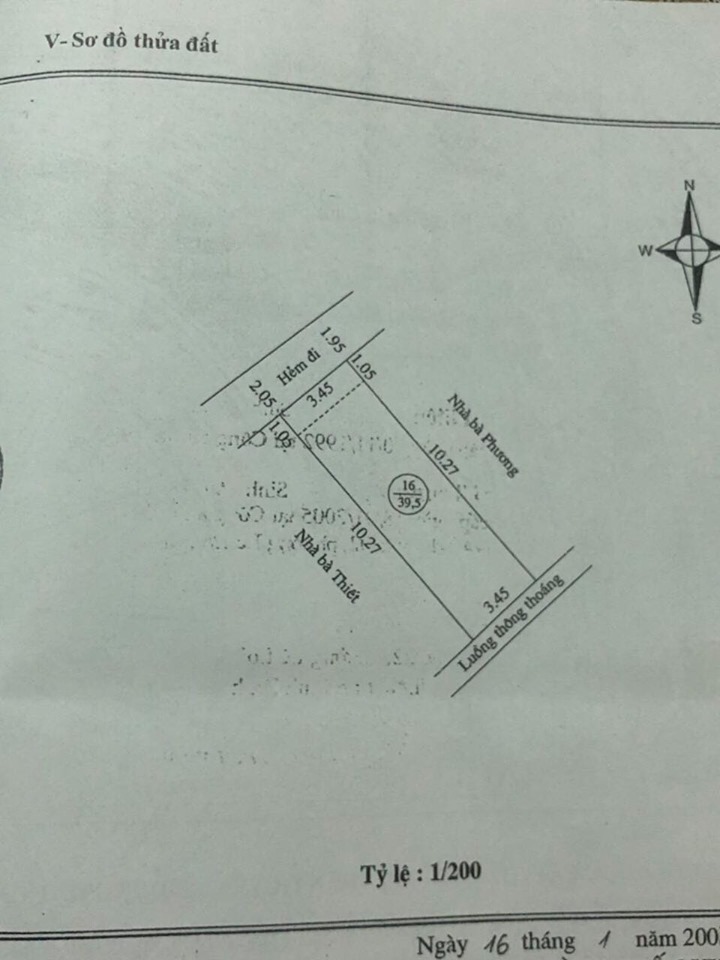 V- Sơ đồ thửa đất
N
W
S
1.95
Hẻm đi
2.05
1.05
3.45
1.05
Nhà bà Phương
10.27
16
39,5
10.27
Nhà bà Thiết
3.45
Luồng thông thoáng
Tỷ lệ : 1/200
Ngày 16 tháng 1 năm 200